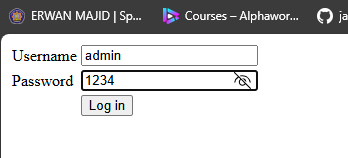 ERWAN MAJID | Sp... Courses – Alphawor... ja
Username admin
Password 1234
Log in